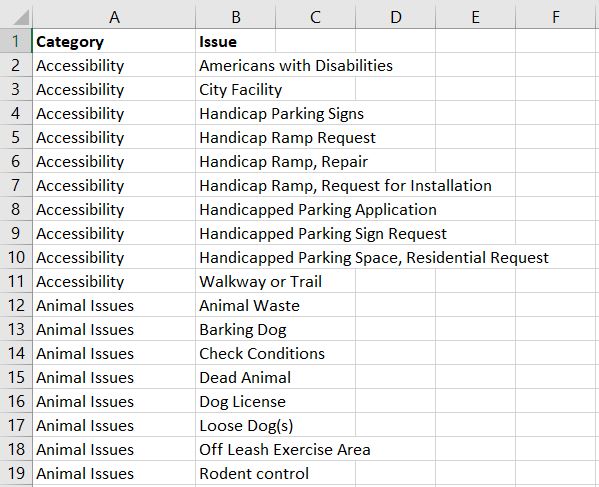 A B C D E F
1 Category Issue
2 Accessibility Americans with Disabilities
3 Accessibility City Facility
4 Accessibility Handicap Parking Signs
5 Accessibility Handicap Ramp Request
6 Accessibility Handicap Ramp, Repair
7 Accessibility Handicap Ramp, Request for Installation
8 Accessibility Handicapped Parking Application
9 Accessibility Handicapped Parking Sign Request
10 Accessibility Handicapped Parking Space, Residential Request
11 Accessibility Walkway or Trail
12 Animal Issues Animal Waste
13 Animal Issues Barking Dog
14 Animal Issues Check Conditions
15 Animal Issues Dead Animal
16 Animal Issues Dog License
17 Animal Issues Loose Dog(s)
18 Animal Issues Off Leash Exercise Area
19 Animal Issues Rodent control